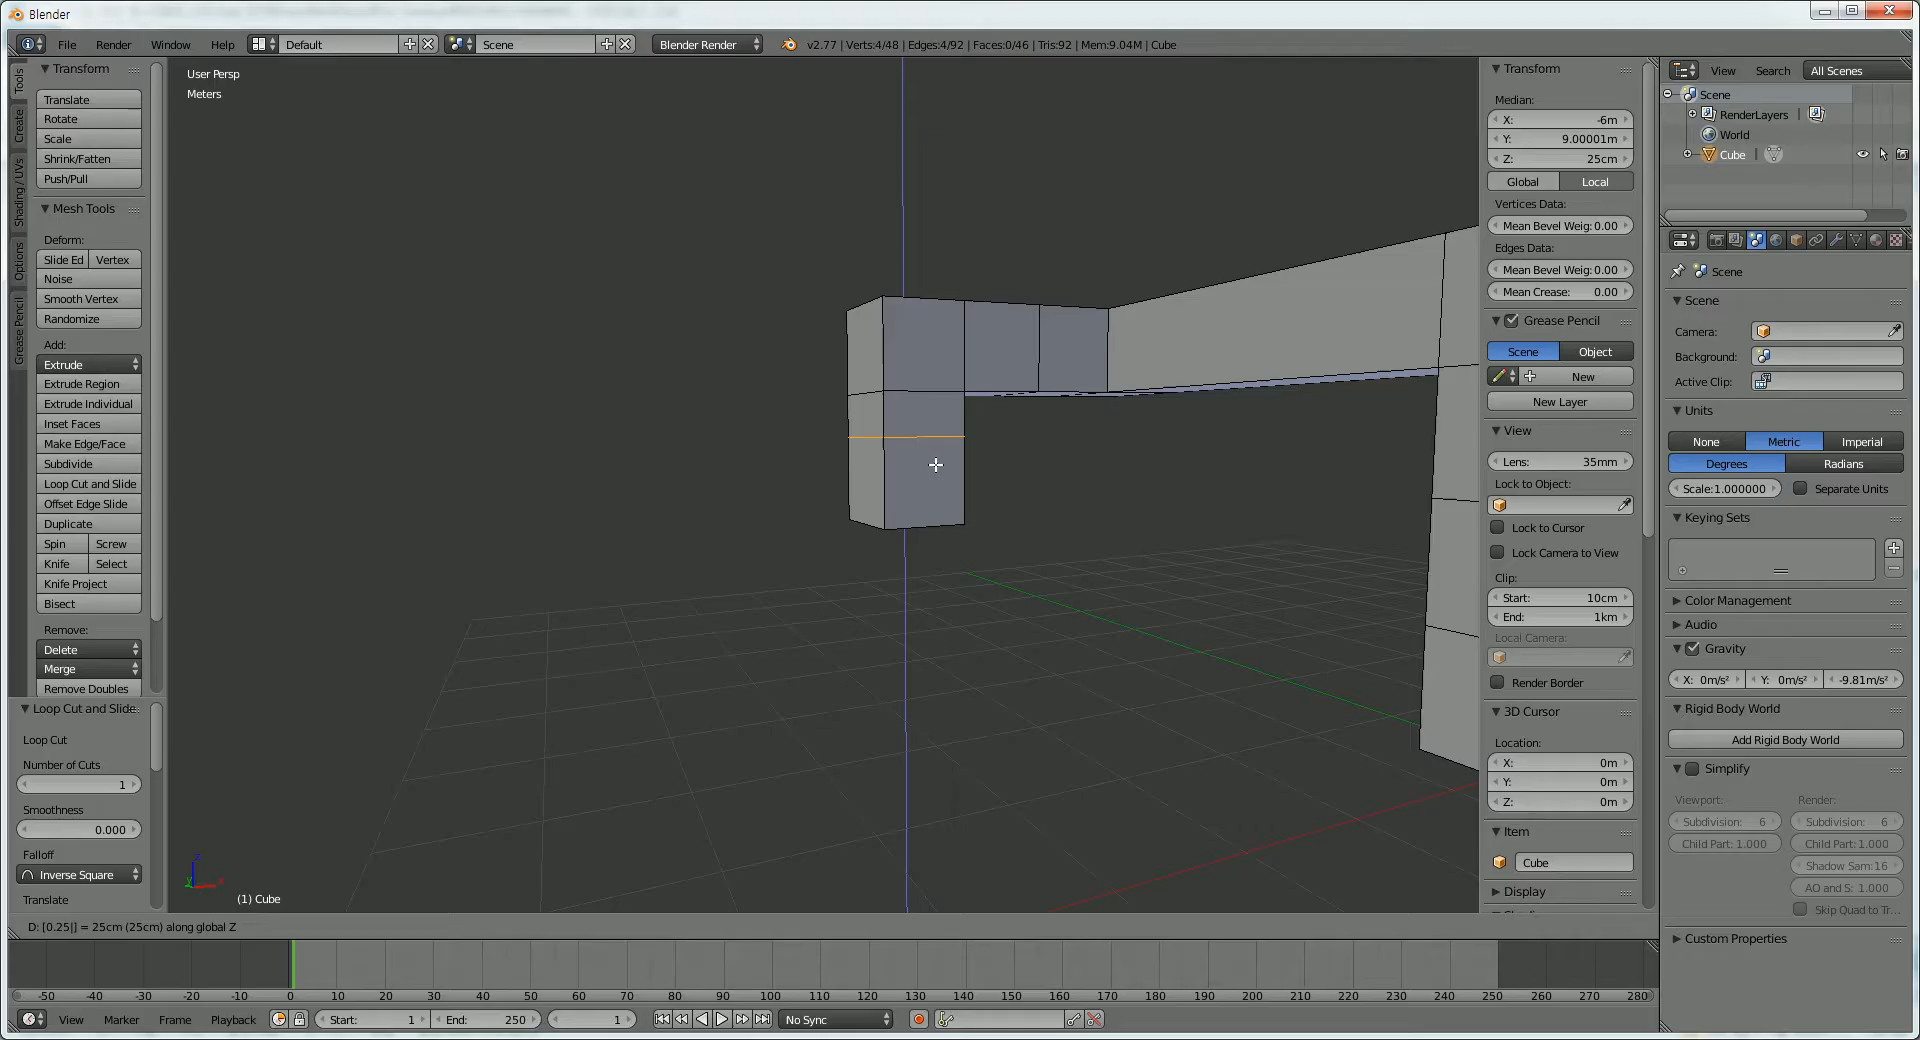 Blender
File Render Window Help Default Scene Blender Render v2.77 | Verts:4/48 | Edges:4/92 | Faces:0/46 | Tris:92 | Mem:9.04M | Cube
Tools
Create
Shading / UVs
Options
Grease Pencil
Transform
Translate
Rotate
Scale
Shrink/Fatten
Push/Pull
Mesh Tools
Deform:
Slide Ed Vertex
Noise
Smooth Vertex
Randomize
Add:
Extrude
Extrude Region
Extrude Individual
Inset Faces
Make Edge/Face
Subdivide
Loop Cut and Slide
Offset Edge Slide
Duplicate
Spin Screw
Knife Select
Knife Project
Bisect
Remove:
Delete
Merge
Remove Doubles
Loop Cut and Slide
Loop Cut
Number of Cuts
1
Smoothness
0.000
Falloff
Inverse Square
Translate
User Persp
Meters
z
y
x
(1) Cube
D: [0.25|] = 25cm (25cm) along global Z
Transform
Median:
X: -6m
Y: 9.00001m
Z: 25cm
Global Local
Vertices Data:
Mean Bevel Weig: 0.00
Edges Data:
Mean Bevel Weig: 0.00
Mean Crease: 0.00
Grease Pencil
Scene Object
New
New Layer
View
Lens: 35mm
Lock to Object:
Lock to Cursor
Lock Camera to View
Clip:
Start: 10cm
End: 1km
Local Camera:
Render Border
3D Cursor
Location:
X: 0m
Y: 0m
Z: 0m
Item
Cube
Display
View Search All Scenes
Scene
RenderLayers |
World
Cube |
Scene
Scene
Camera:
Background:
Active Clip:
Units
None Metric Imperial
Degrees Radians
Scale:1.000000 Separate Units
Keying Sets
Color Management
Audio
Gravity
X: 0m/s² Y: 0m/s² -9.81m/s²
Rigid Body World
Add Rigid Body World
Simplify
Viewport: Render:
Subdivision: 6 Subdivision: 6
Child Part: 1.000 Child Part: 1.000
Shadow Sam:16
AO and S: 1.000
Skip Quad to Tr...
Custom Properties
-50 -40 -30 -20 -10 0 10 20 30 40 50 60 70 80 90 100 110 120 130 140 150 160 170 180 190 200 210 220 230 240 250 260 270 280
View Marker Frame Playback Start: 1 End: 250 1 No Sync